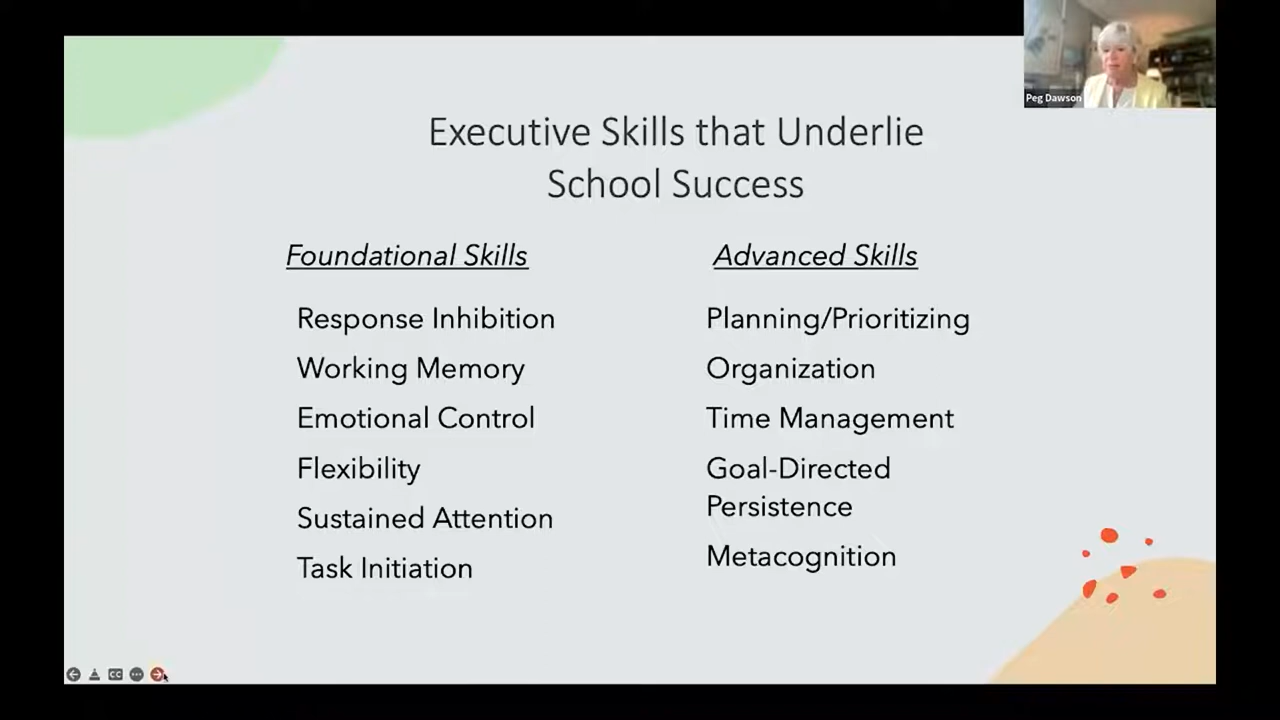 Peg Dawson
Executive Skills that Underlie
School Success
Foundational Skills
Response Inhibition
Working Memory
Emotional Control
Flexibility
Sustained Attention
Task Initiation
Advanced Skills
Planning/Prioritizing
Organization
Time Management
Goal-Directed
Persistence
Metacognition
CC